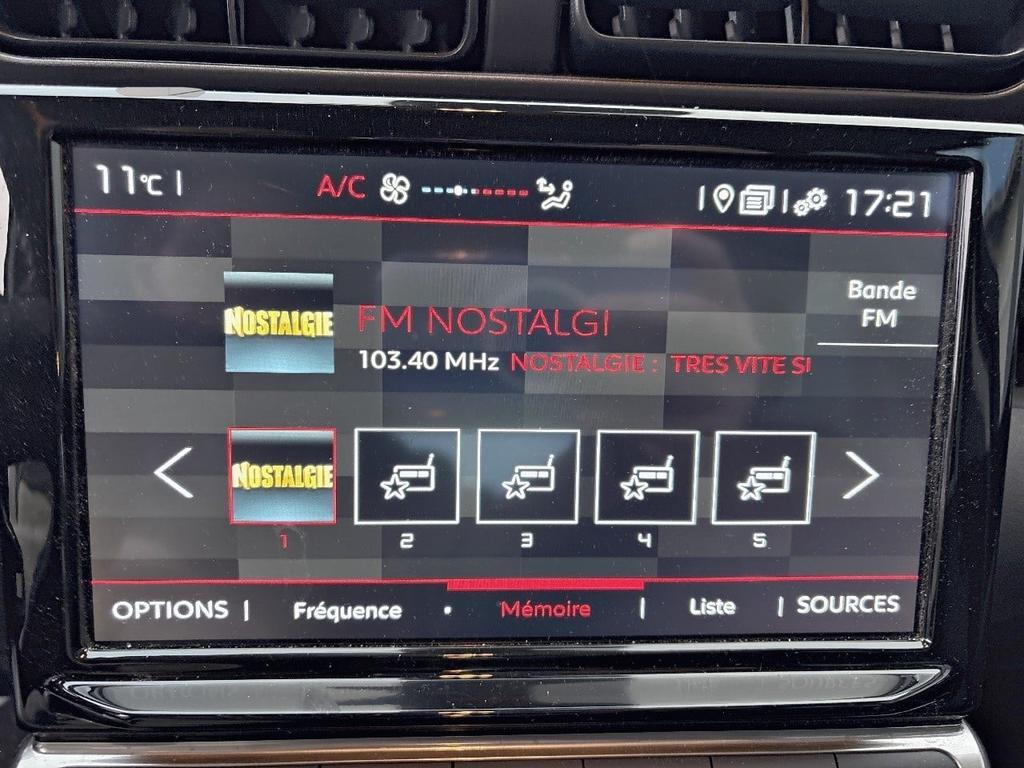 11°C | A/C 17:21
NOSTALGIE
FM NOSTALGI
103.40 MHz NOSTALGIE : TRES VITE SI
Bande
FM
NOSTALGIE
1 2 3 4 5
OPTIONS | Fréquence • Mémoire | Liste | SOURCES